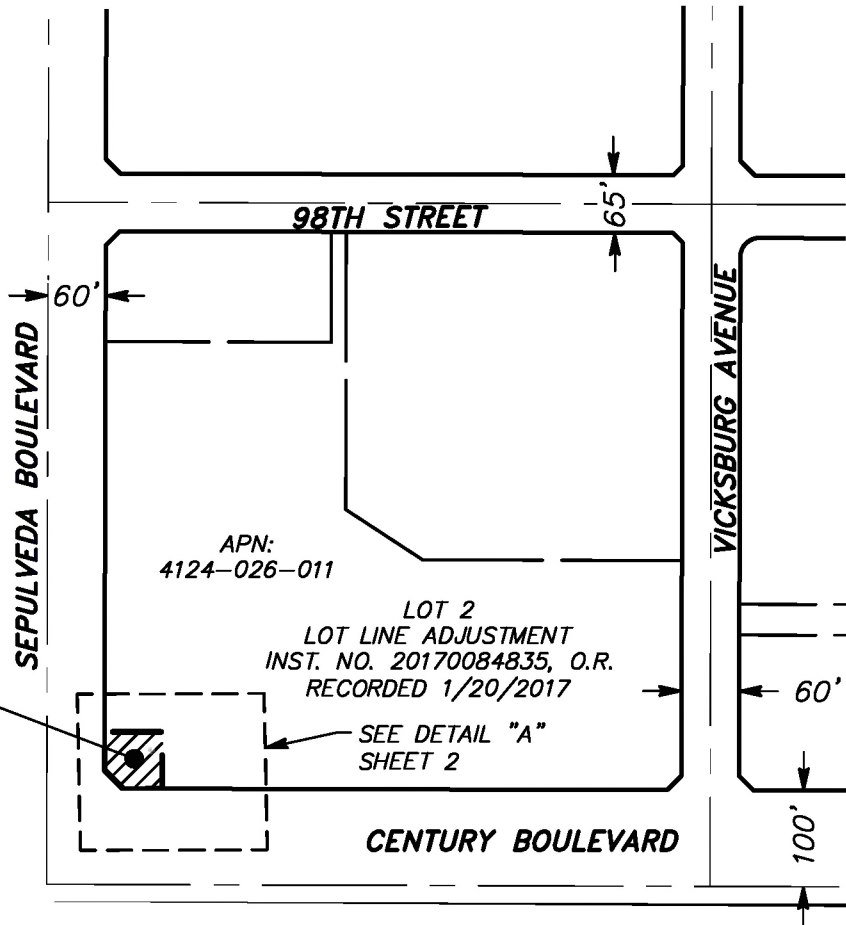 98TH STREET
65'
60'
SEPULVEDA BOULEVARD
VICKSBURG AVENUE
APN:
4124-026-011
LOT 2
LOT LINE ADJUSTMENT
INST. NO. 20170084835, O.R.
RECORDED 1/20/2017
60'
SEE DETAIL "A"
SHEET 2
CENTURY BOULEVARD
100'